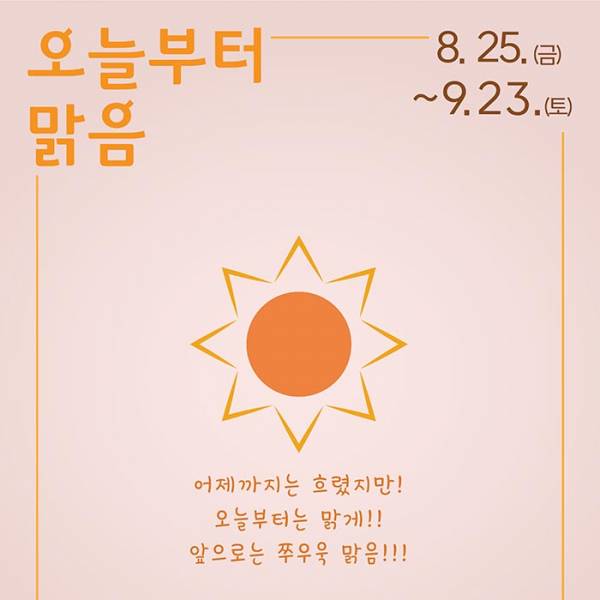 오늘부터
맑음
8. 25. (금)
~9. 23. (토)
어제까지는 흐렸지만!
오늘부터는 맑게!!
앞으로는 쭈우욱 맑음!!!